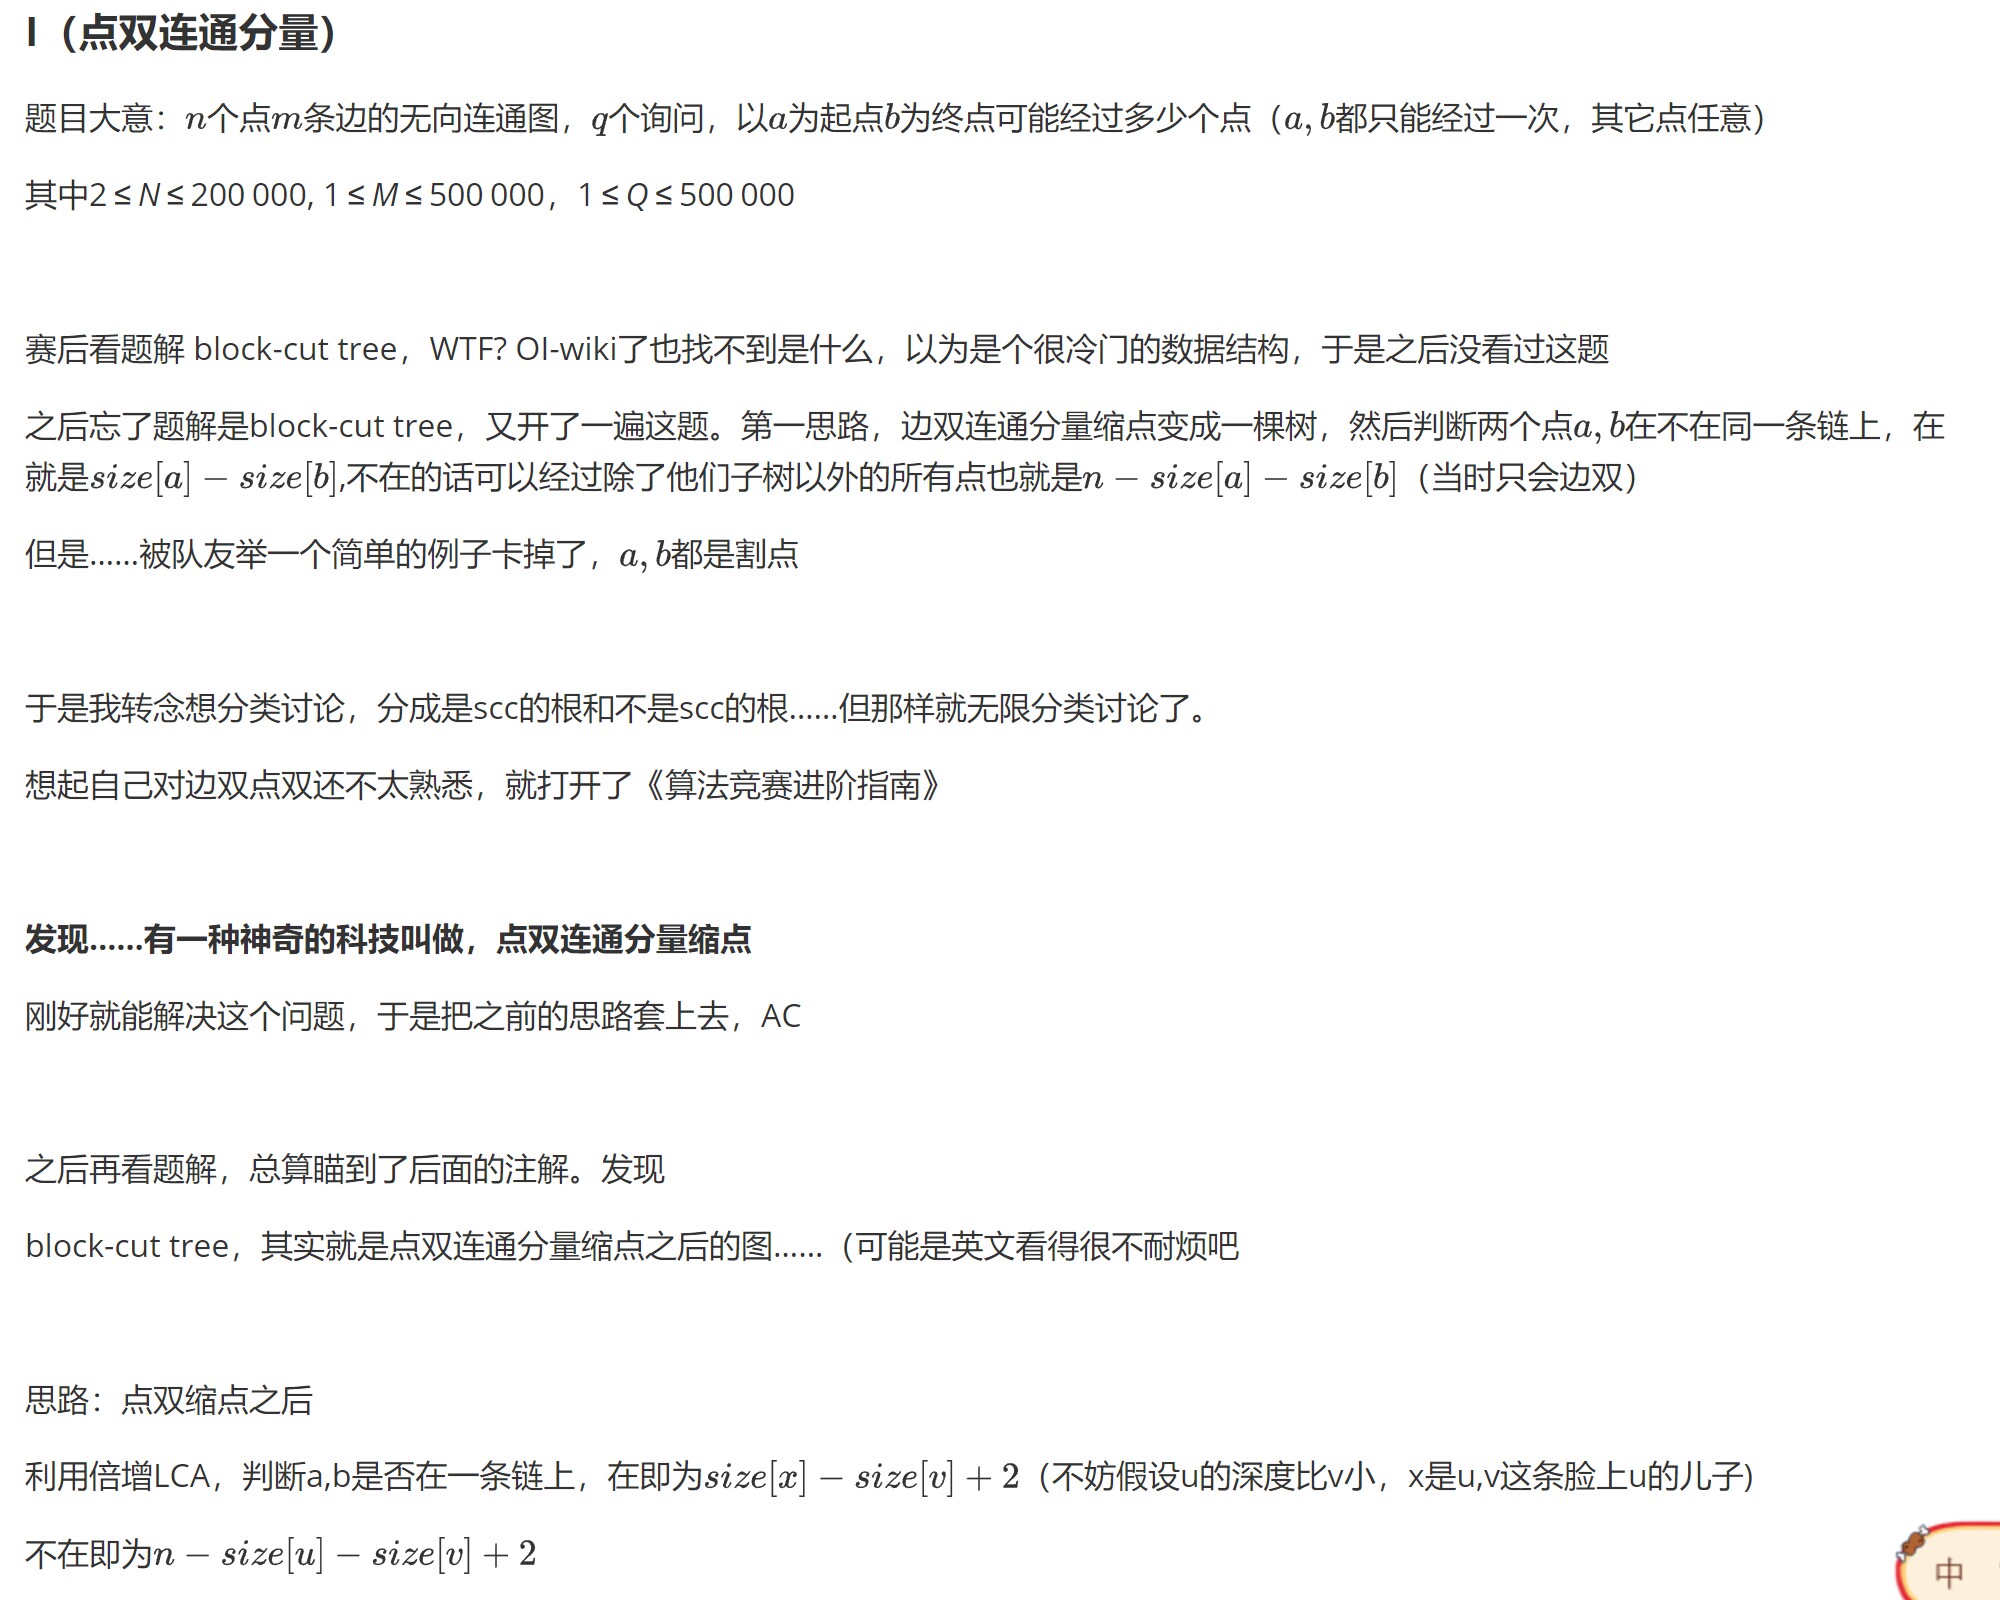 I（点双连通分量）
题目大意：n个点m条边的无向连通图，q个询问，以a为起点b为终点可能经过多少个点（a, b都只能经过一次，其它点任意）
其中2 ≤ N ≤ 200 000, 1 ≤ M ≤ 500 000，1 ≤ Q ≤ 500 000
赛后看题解 block-cut tree，WTF? OI-wiki了也找不到是什么，以为是个很冷门的数据结构，于是之后没看过这题
之后忘了题解是block-cut tree，又开了一遍这题。第一思路，边双连通分量缩点变成一棵树，然后判断两个点a, b在不在同一条链上，在
就是size[a] − size[b],不在的话可以经过除了他们子树以外的所有点也就是n − size[a] − size[b]（当时只会边双）
但是......被队友举一个简单的例子卡掉了，a, b都是割点
于是我转念想分类讨论，分成是scc的根和不是scc的根......但那样就无限分类讨论了。
想起自己对边双点双还不太熟悉，就打开了《算法竞赛进阶指南》
发现......有一种神奇的科技叫做，点双连通分量缩点
刚好就能解决这个问题，于是把之前的思路套上去，AC
之后再看题解，总算瞄到了后面的注解。发现
block-cut tree，其实就是点双连通分量缩点之后的图......（可能是英文看得很不耐烦吧
思路：点双缩点之后
利用倍增LCA，判断a,b是否在一条链上，在即为size[x] − size[v] + 2（不妨假设u的深度比v小，x是u,v这条脸上u的儿子)
不在即为n − size[u] − size[v] + 2
中